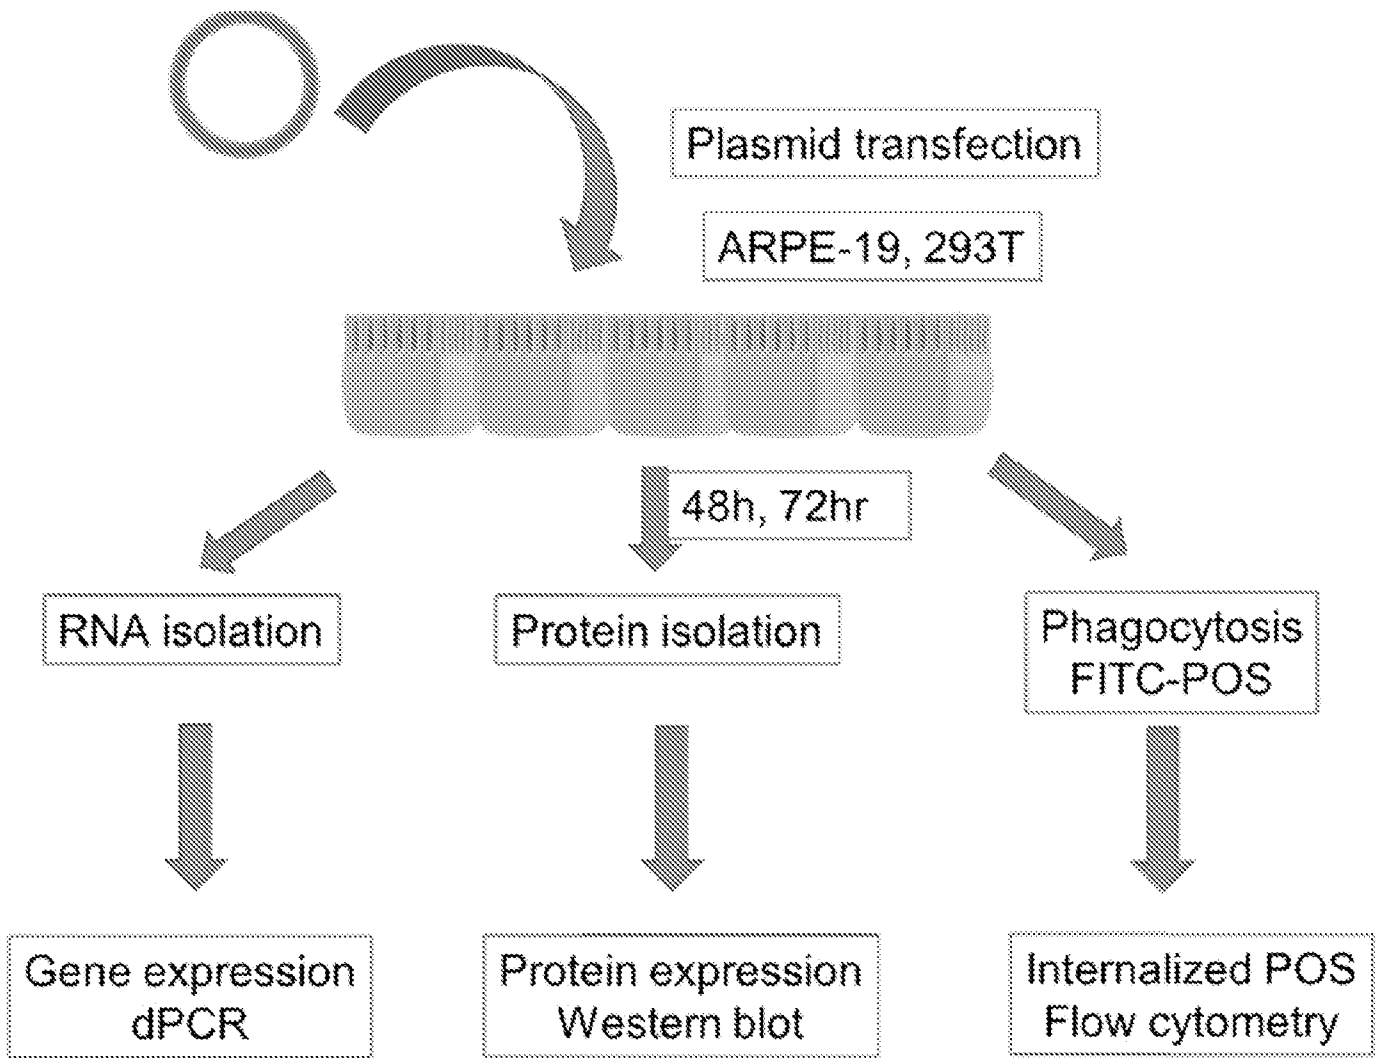 Plasmid transfection
ARPE-19, 293T
48h, 72hr
RNA isolation
Protein isolation
Phagocytosis
FITC-POS
Gene expression
dPCR
Protein expression
Western blot
Internalized POS
Flow cytometry